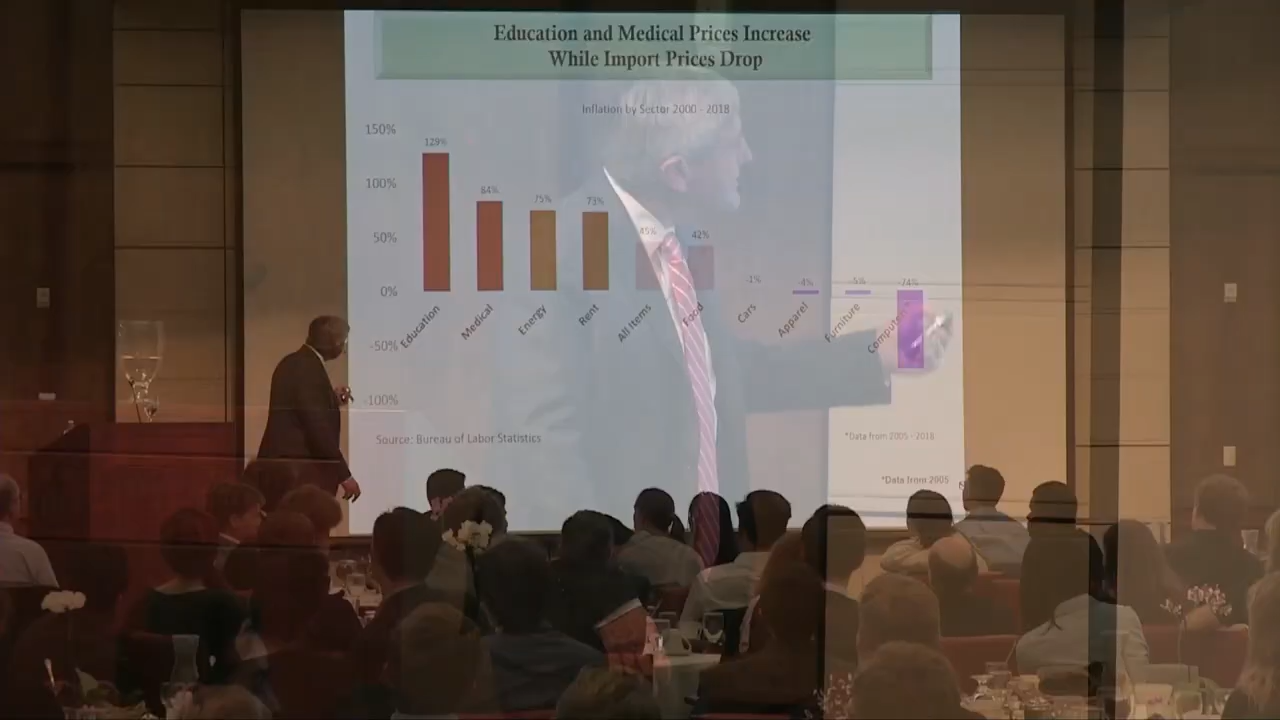 Education and Medical Prices Increase
While Import Prices Drop
Inflation by Sector 2000 - 2018
150%
100%
50%
0%
-50%
-100%
129%
84%
75%
73%
45%
42%
-1%
-4%
-5%
-74%
Education
Medical
Energy
Rent
All Items
Food
Cars
Apparel
Furniture
Source: Bureau of Labor Statistics
*Data from 2005 - 2018
*Data from 2005